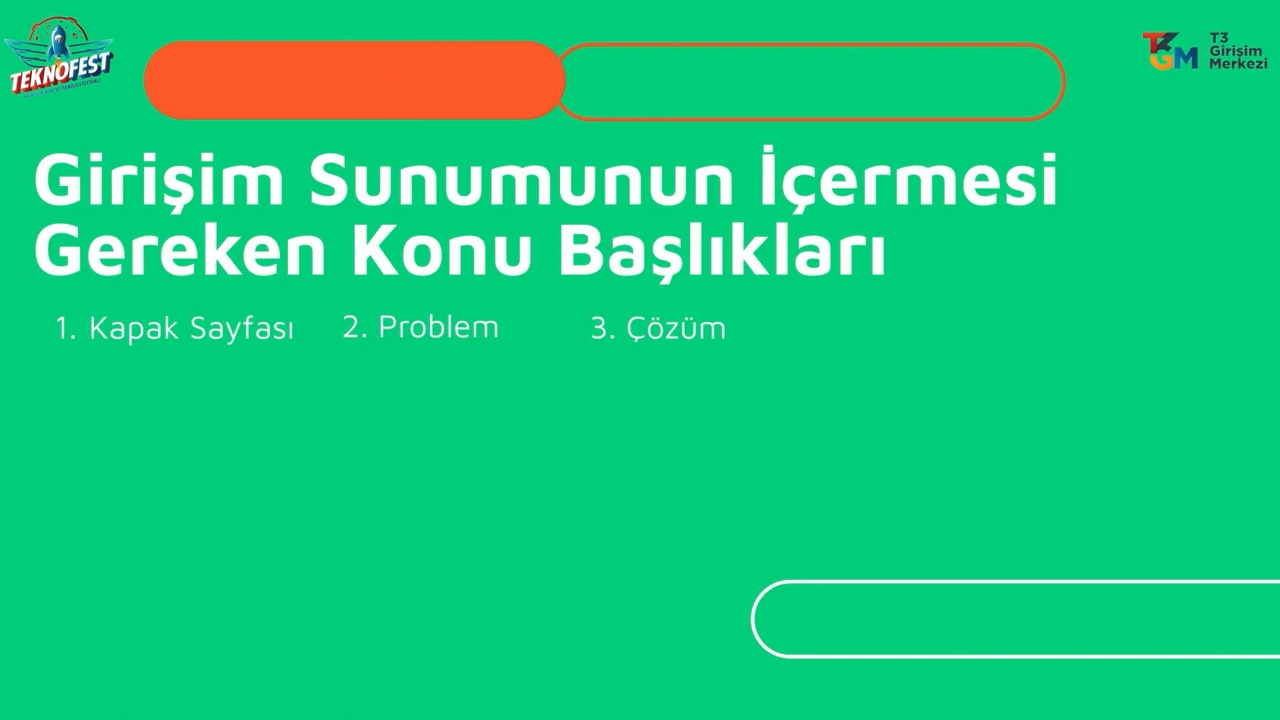 TEKNOFEST
T3
Girişim
Merkezi
Girişim Sunumunun İçermesi
Gereken Konu Başlıkları
1. Kapak Sayfası 2. Problem 3. Çözüm